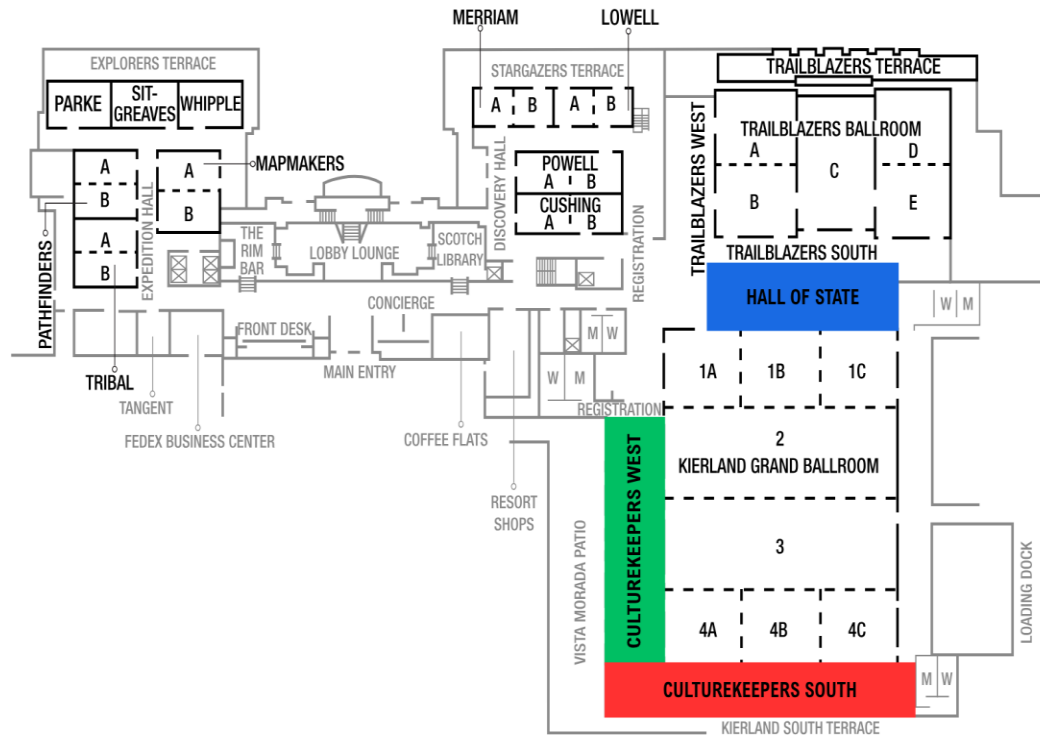 MERRIAM
LOWELL
EXPLORERS TERRACE
STARGAZERS TERRACE
TRAILBLAZERS TERRACE
PARKE
SIT-
GREAVES
WHIPPLE
A B A B
TRAILBLAZERS WEST
TRAILBLAZERS BALLROOM
A
B
C
D
E
A
B
A
B
PATHFINDERS
EXPEDITION HALL
A
B
MAPMAKERS
DISCOVERY HALL
POWELL
A B
CUSHING
A B
THE
RIM
BAR
LOBBY LOUNGE
SCOTCH
LIBRARY
REGISTRATION
TRAILBLAZERS SOUTH
HALL OF STATE
W M
CONCIERGE
FRONT DESK
MAIN ENTRY
M W
W M
TRIBAL
TANGENT
FEDEX BUSINESS CENTER
COFFEE FLATS
RESORT
SHOPS
REGISTRATION
1A 1B 1C
2
KIERLAND GRAND BALLROOM
3
4A 4B 4C
VISTA MORADA PATIO
CULTUREKEEPERS WEST
LOADING DOCK
M W
CULTUREKEEPERS SOUTH
KIERLAND SOUTH TERRACE